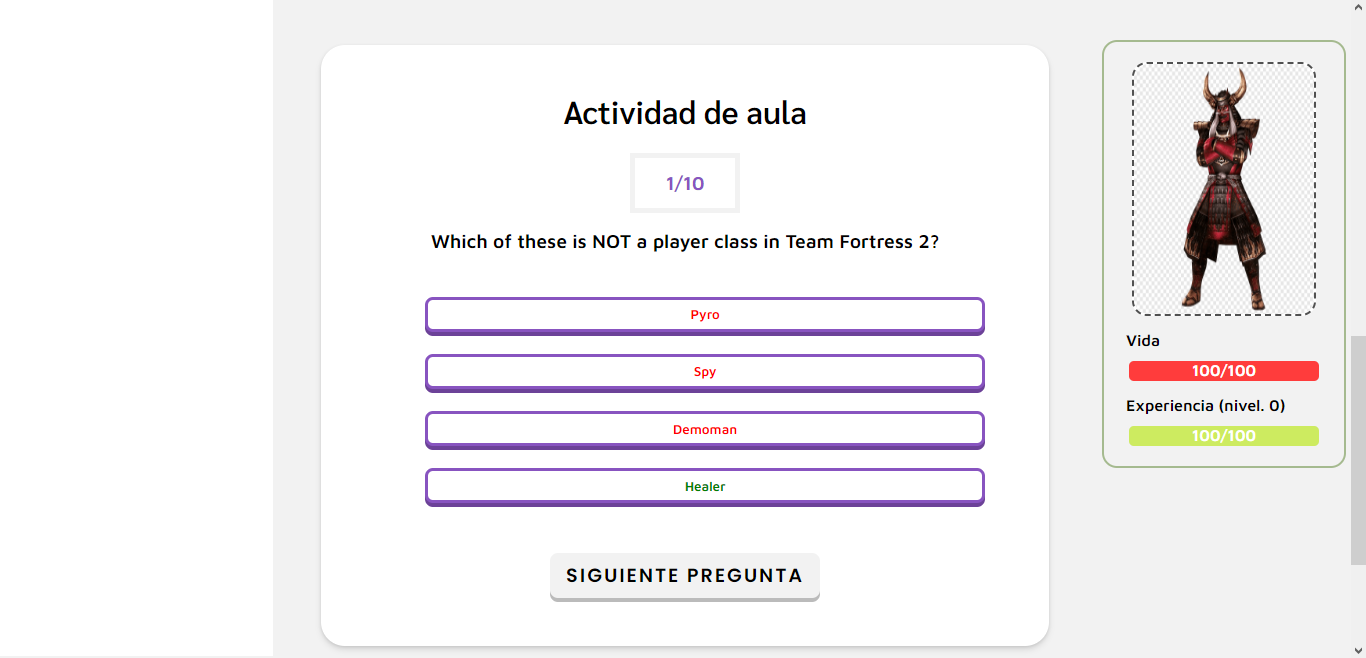 Actividad de aula
1/10
Which of these is NOT a player class in Team Fortress 2?
Pyro
Spy
Demoman
Healer
SIGUIENTE PREGUNTA
Vida
100/100
Experiencia (nivel. 0)
100/100